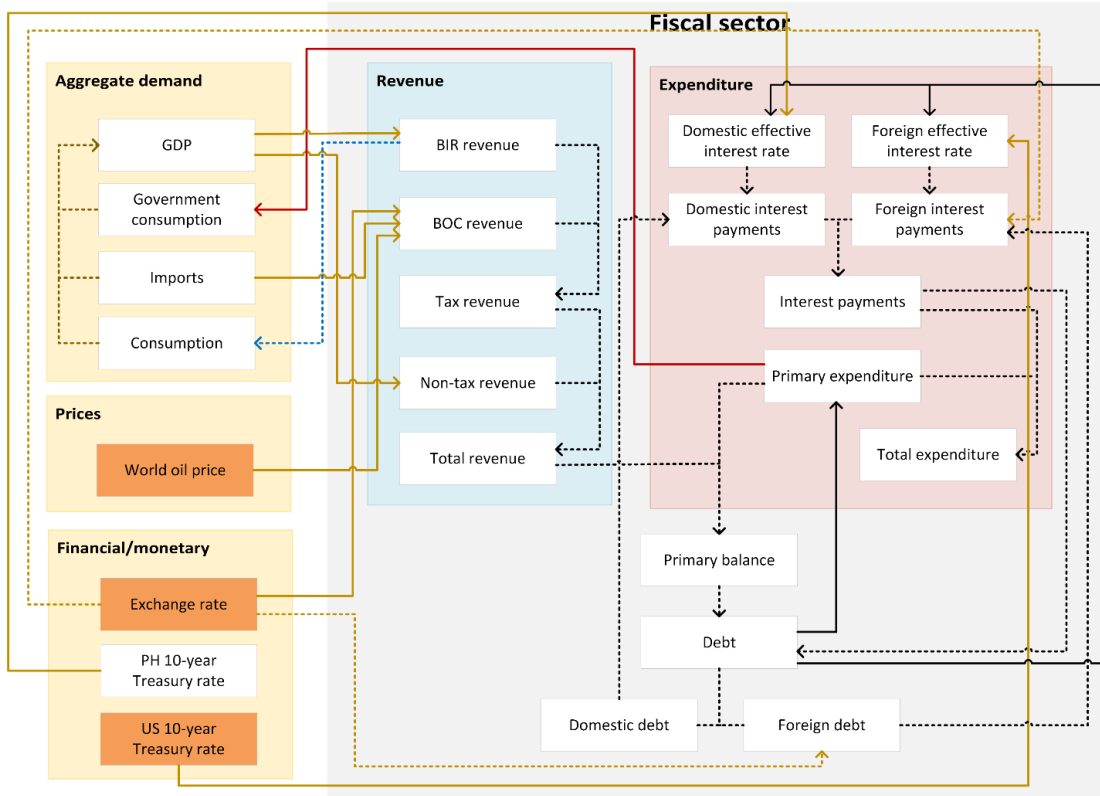 Fiscal sector
Aggregate demand
GDP
Government
consumption
Imports
Consumption
Prices
World oil price
Financial/monetary
Exchange rate
PH 10-year
Treasury rate
US 10-year
Treasury rate
Revenue
BIR revenue
BOC revenue
Tax revenue
Non-tax revenue
Total revenue
Expenditure
Domestic effective
interest rate
Foreign effective
interest rate
Domestic interest
payments
Foreign interest
payments
Interest payments
Primary expenditure
Total expenditure
Primary balance
Debt
Domestic debt
Foreign debt